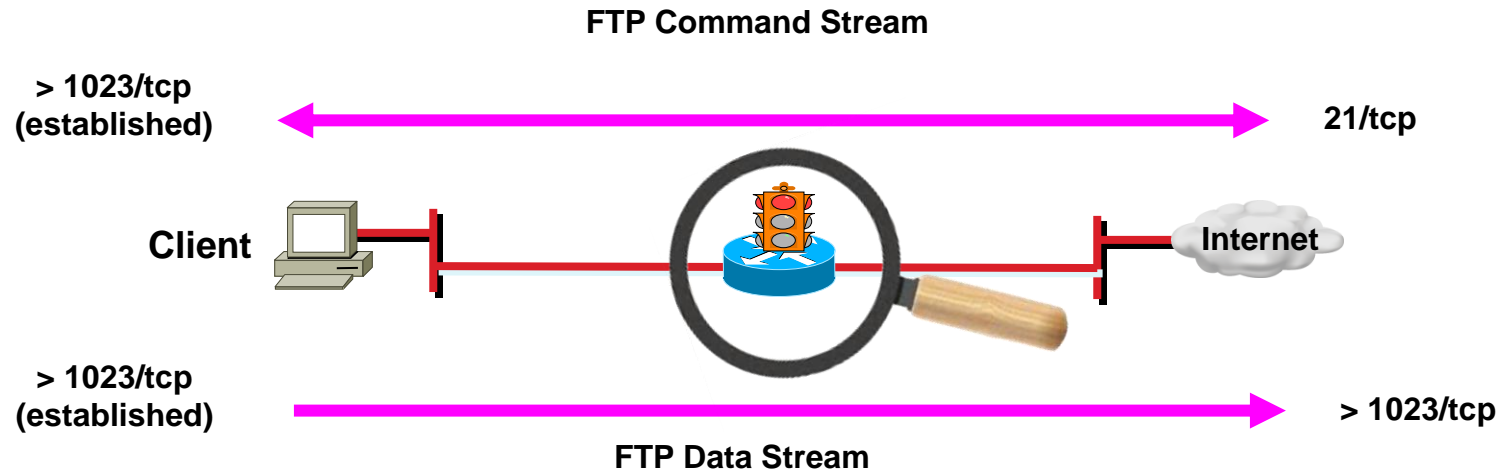 FTP Command Stream
> 1023/tcp
(established)
21/tcp
Client
Internet
> 1023/tcp
(established)
> 1023/tcp
FTP Data Stream